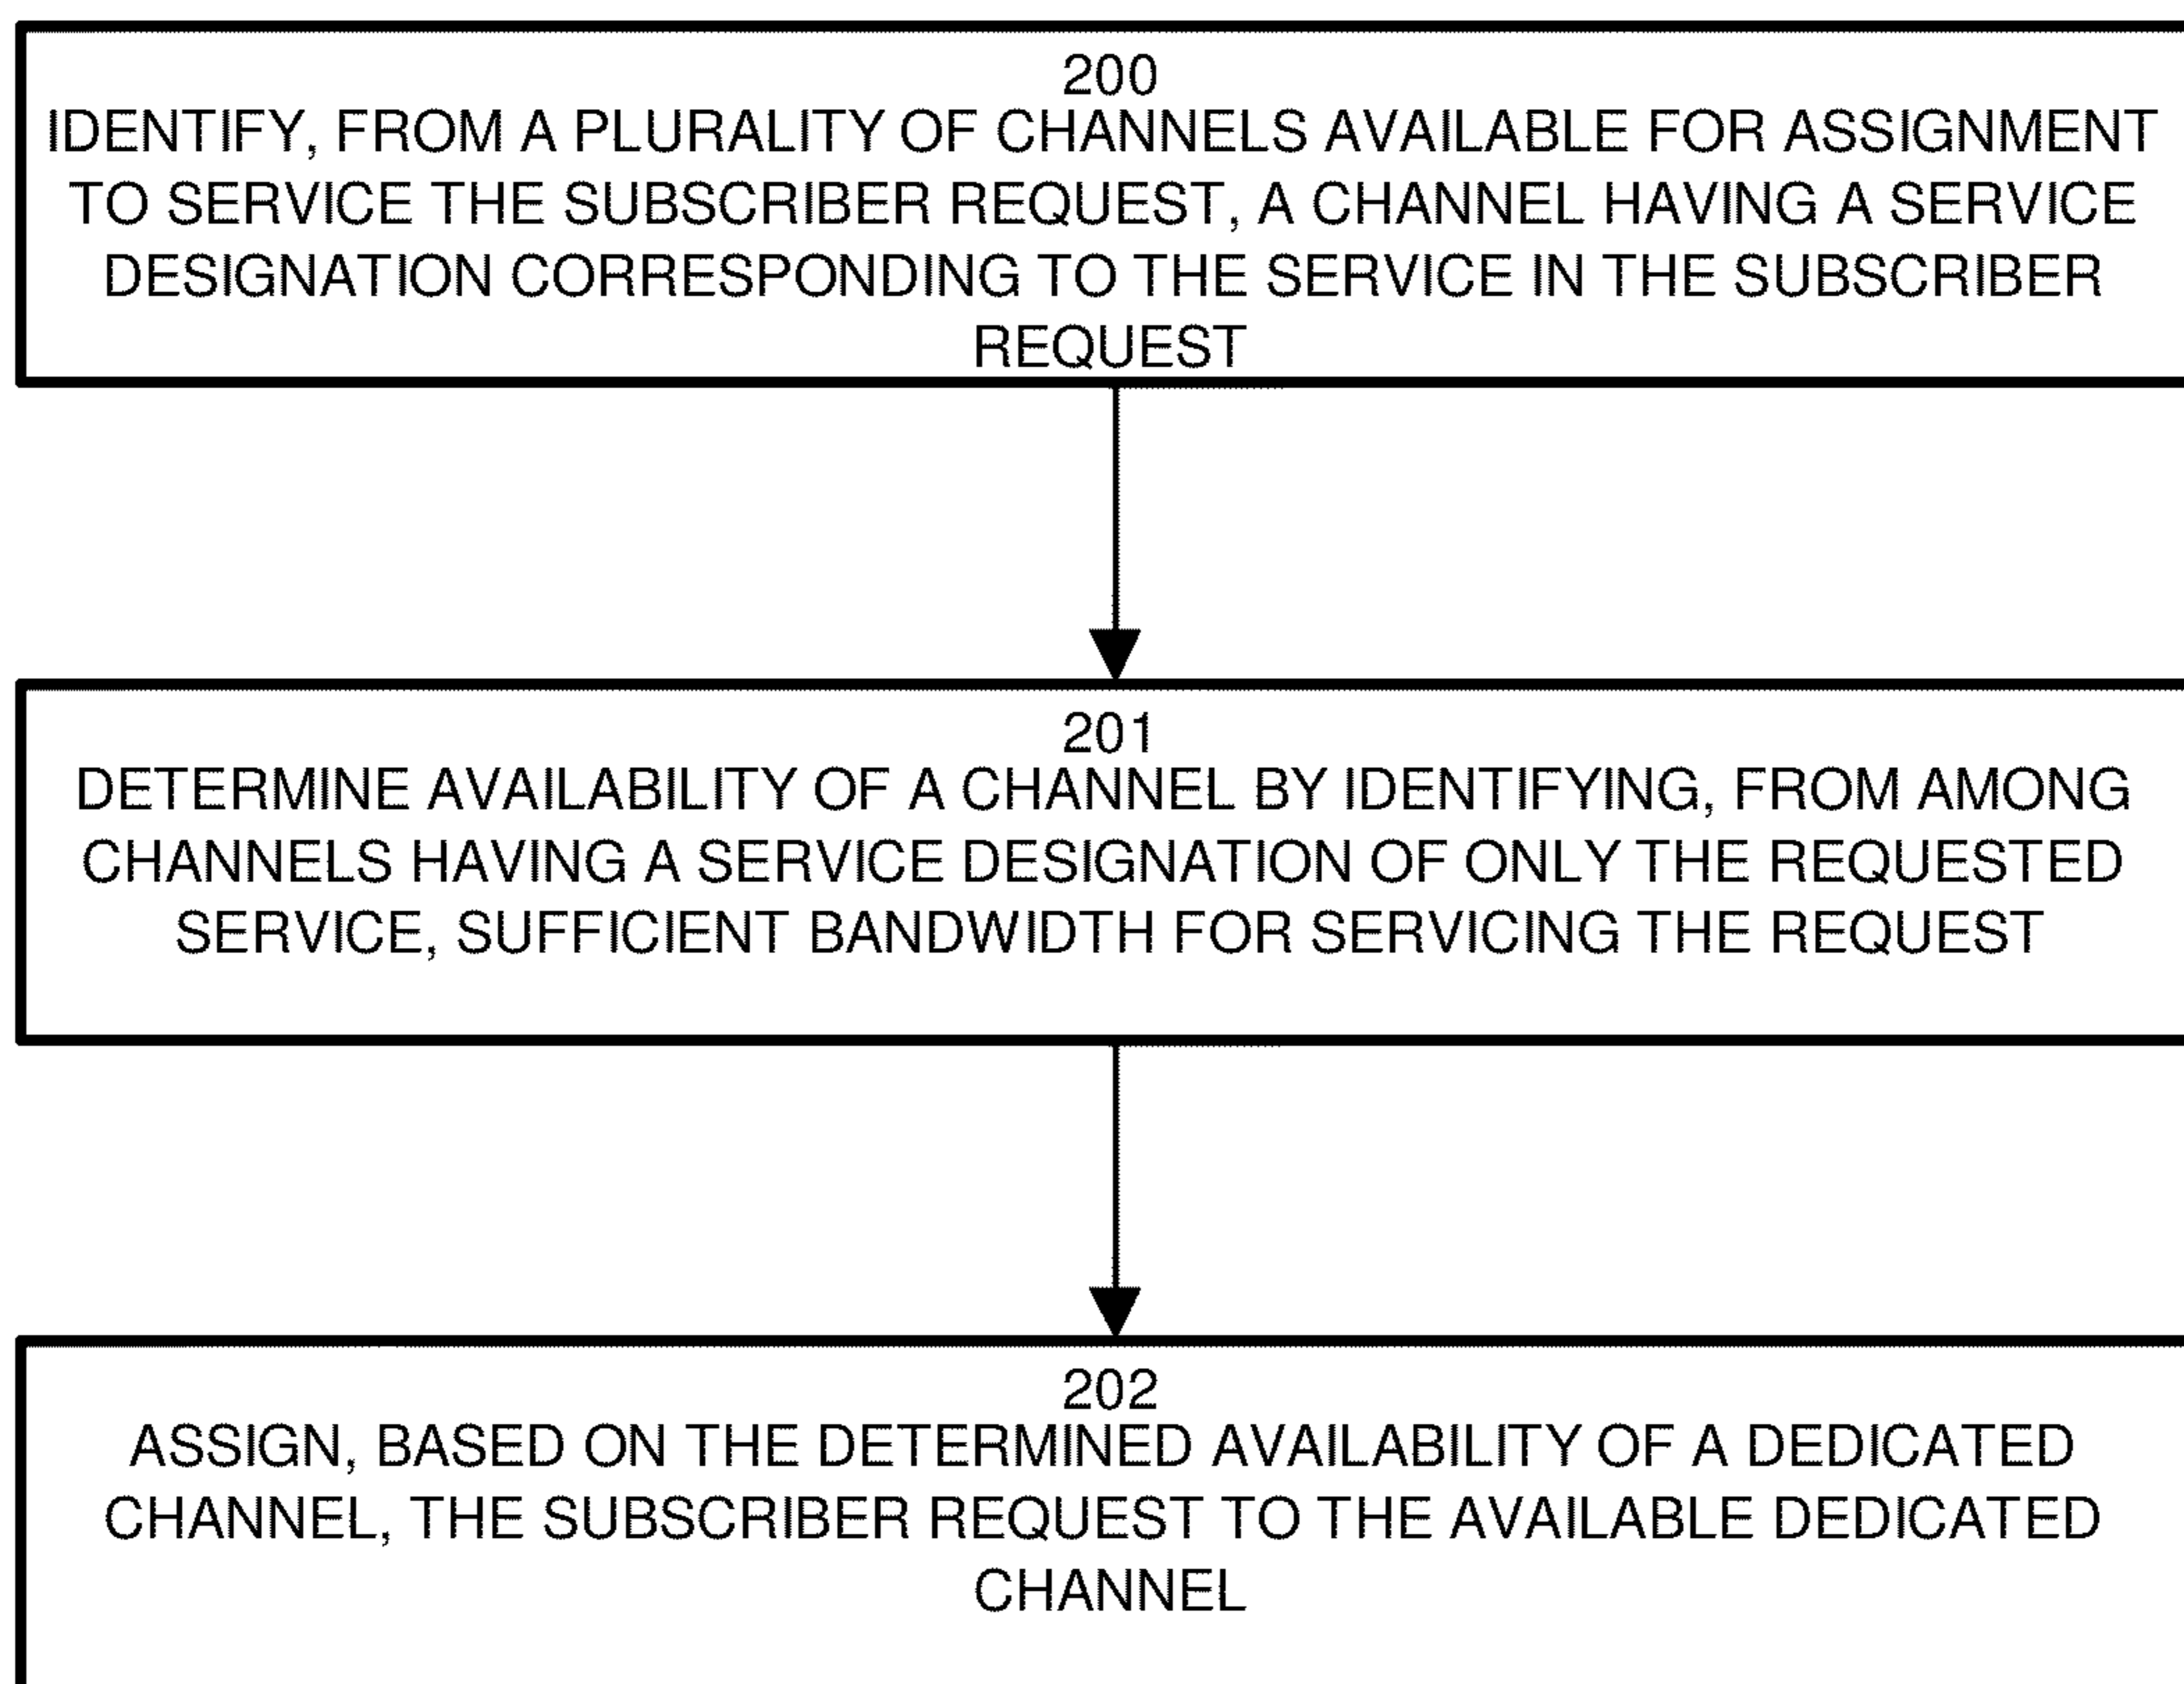 200
IDENTIFY, FROM A PLURALITY OF CHANNELS AVAILABLE FOR ASSIGNMENT
TO SERVICE THE SUBSCRIBER REQUEST, A CHANNEL HAVING A SERVICE
DESIGNATION CORRESPONDING TO THE SERVICE IN THE SUBSCRIBER
REQUEST
201
DETERMINE AVAILABILITY OF A CHANNEL BY IDENTIFYING, FROM AMONG
CHANNELS HAVING A SERVICE DESIGNATION OF ONLY THE REQUESTED
SERVICE, SUFFICIENT BANDWIDTH FOR SERVICING THE REQUEST
202
ASSIGN, BASED ON THE DETERMINED AVAILABILITY OF A DEDICATED
CHANNEL, THE SUBSCRIBER REQUEST TO THE AVAILABLE DEDICATED
CHANNEL